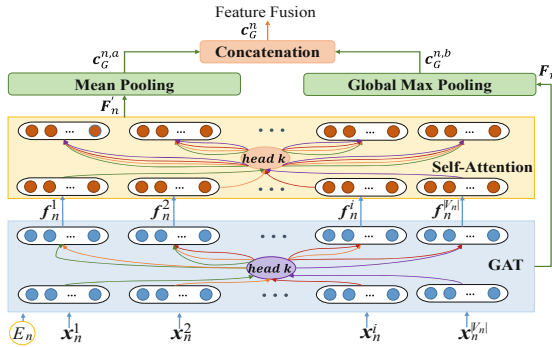 Feature Fusion
c_G^{n,a} c_G^n c_G^{n,b}
Concatenation
Mean Pooling Global Max Pooling
F'_n F_n
... ... ... ... ...
head k
Self-Attention
... ... ... ... ...
f_n^1 f_n^2 f_n^i f_n^{|V_n|}
... ... ... ... ...
head k GAT
... ... ... ... ...
E_n x_n^1 x_n^2 x_n^i x_n^{|V_n|}